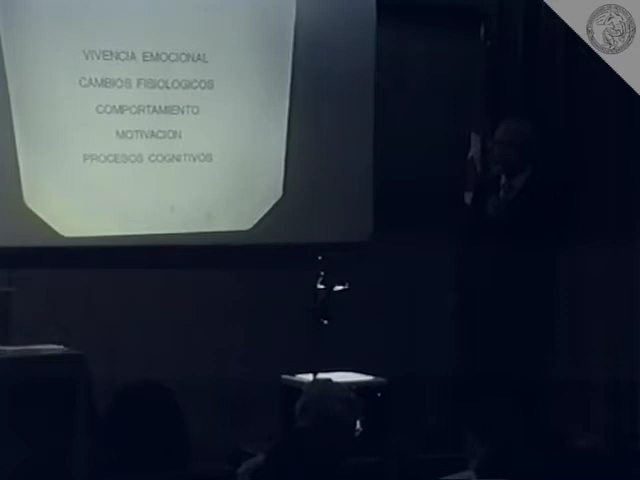 VIVENCIA EMOCIONAL
CAMBIOS FISIOLOGICOS
COMPORTAMIENTO
MOTIVACION
PROCESOS COGNITIVOS